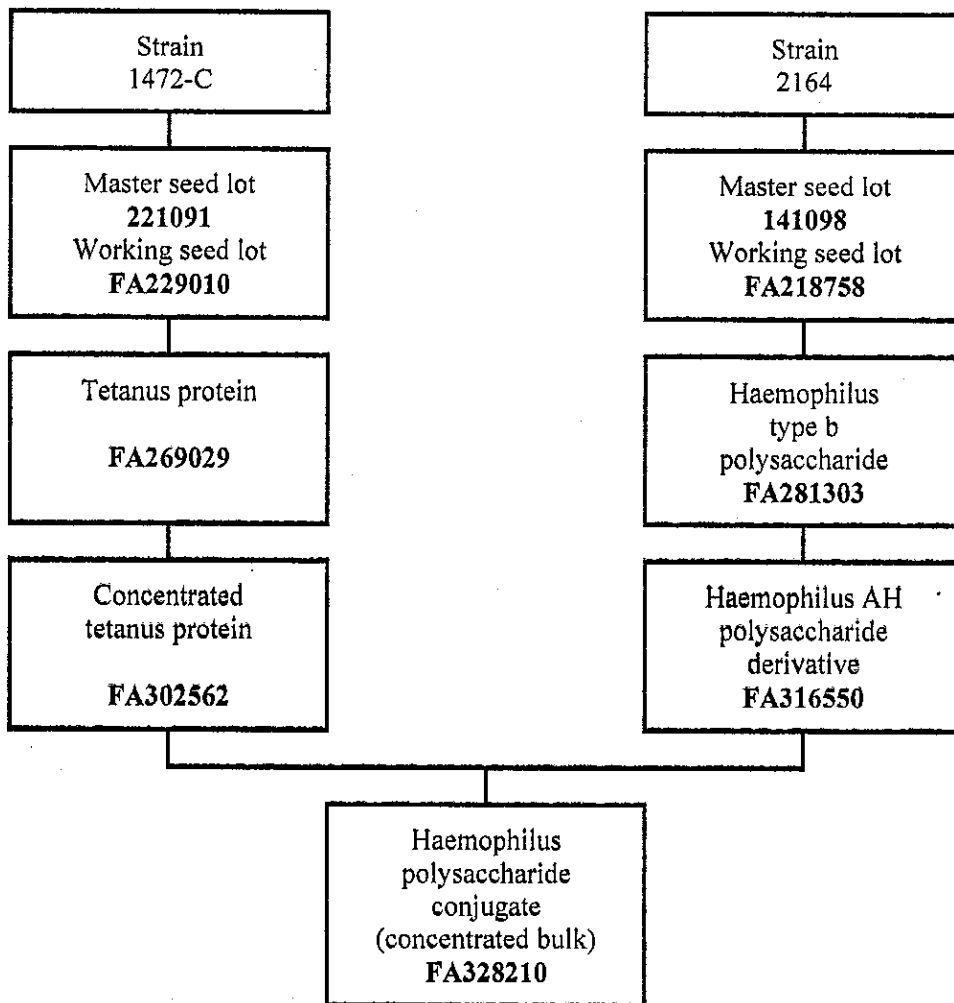 Strain
1472-C
Master seed lot
221091
Working seed lot
FA229010
Tetanus protein
FA269029
Concentrated
tetanus protein
FA302562
Strain
2164
Master seed lot
141098
Working seed lot
FA218758
Haemophilus
type b
polysaccharide
FA281303
Haemophilus AH
polysaccharide
derivative
FA316550
Haemophilus
polysaccharide
conjugate
(concentrated bulk)
FA328210